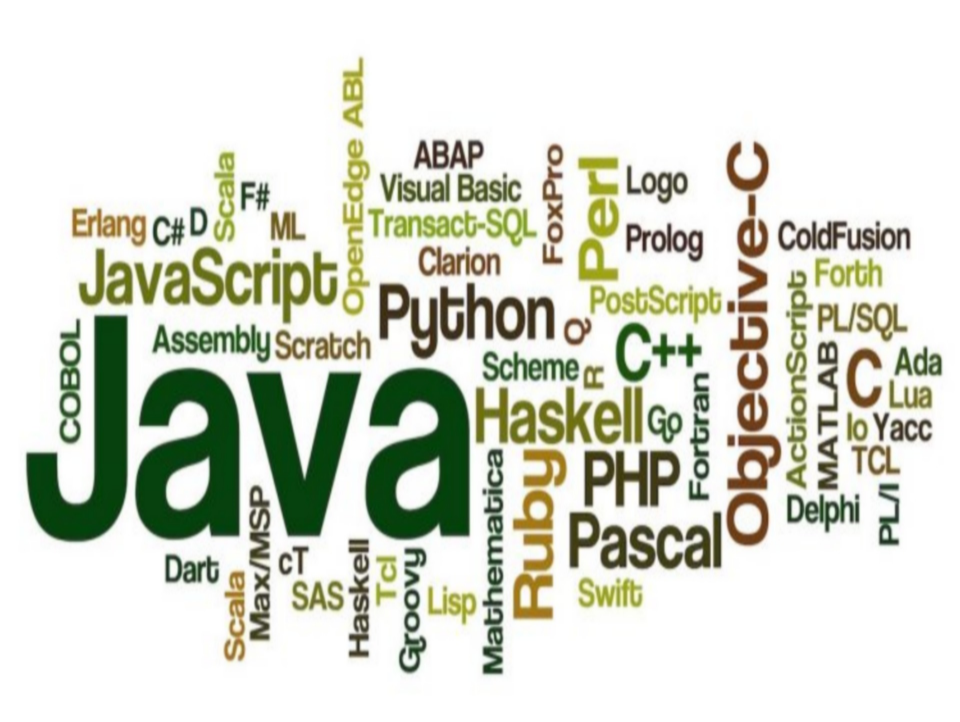 OpenEdge ABL
ABAP
Scala
F#
Visual Basic
FoxPro
Perl
Logo
Objective-C
Erlang
C#
D
ML
Transact-SQL
Prolog
ColdFusion
JavaScript
Clarion
Forth
Python
PostScript
ActionScript
PL/SQL
COBOL
Assembly
Scratch
Q
C++
MATLAB
C
Ada
Java
Scheme
R
Fortran
Lua
Haskell
Go
Io
Yacc
Mathematica
Ruby
PHP
TCL
Delphi
PL/I
Pascal
Dart
Max/MSP
cT
Haskell
Tcl
Groovy
Scala
SAS
Lisp
Swift